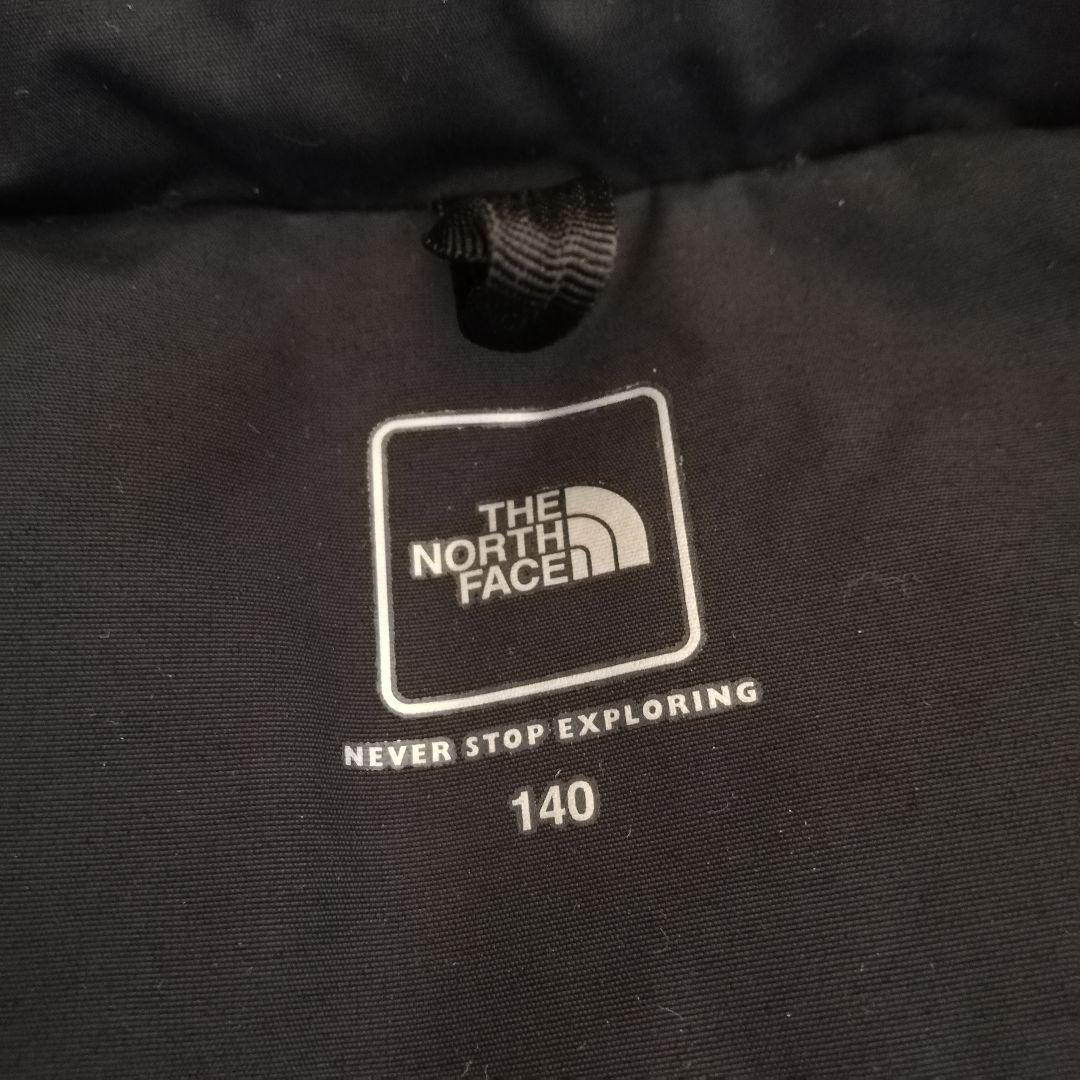 THE
NORTH
FACE
NEVER STOP EXPLORING
140